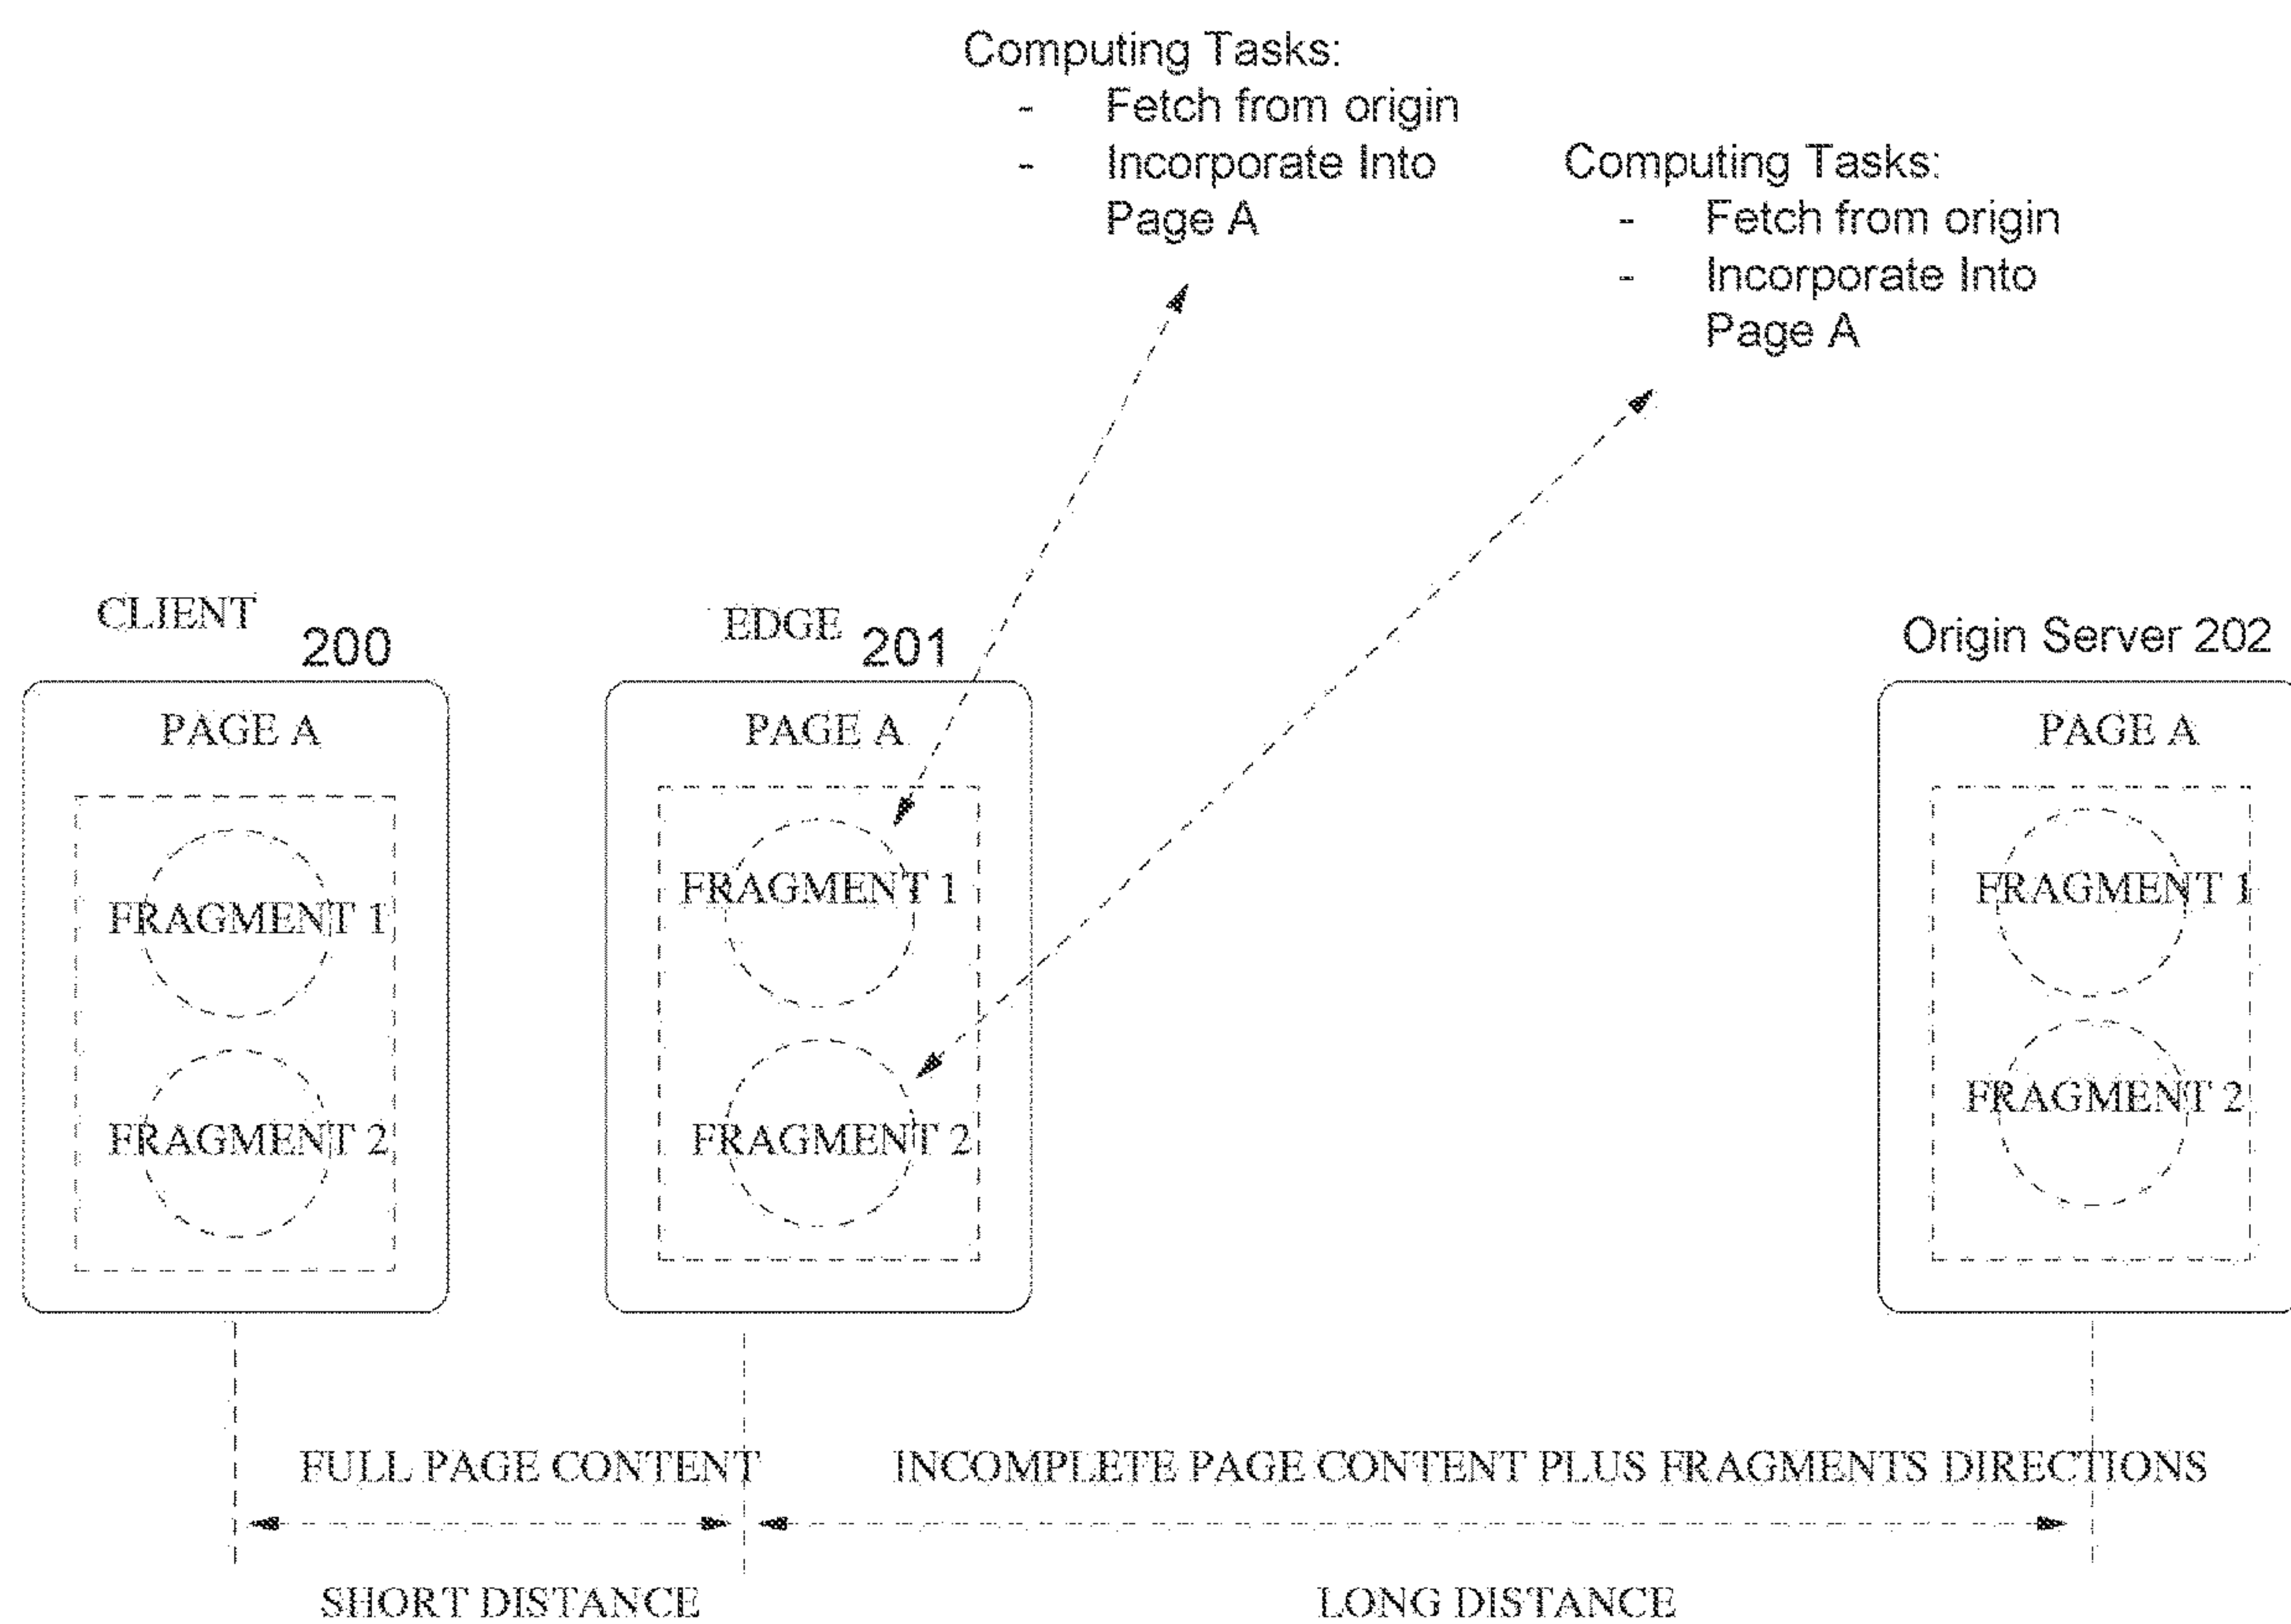 Computing Tasks:
- Fetch from origin
- Incorporate Into
Page A
Computing Tasks:
- Fetch from origin
- Incorporate Into
Page A
CLIENT 200
EDGE 201
Origin Server 202
PAGE A
FRAGMENT 1
FRAGMENT 2
PAGE A
FRAGMENT 1
FRAGMENT 2
PAGE A
FRAGMENT 1
FRAGMENT 2
FULL PAGE CONTENT
INCOMPLETE PAGE CONTENT PLUS FRAGMENTS DIRECTIONS
SHORT DISTANCE
LONG DISTANCE